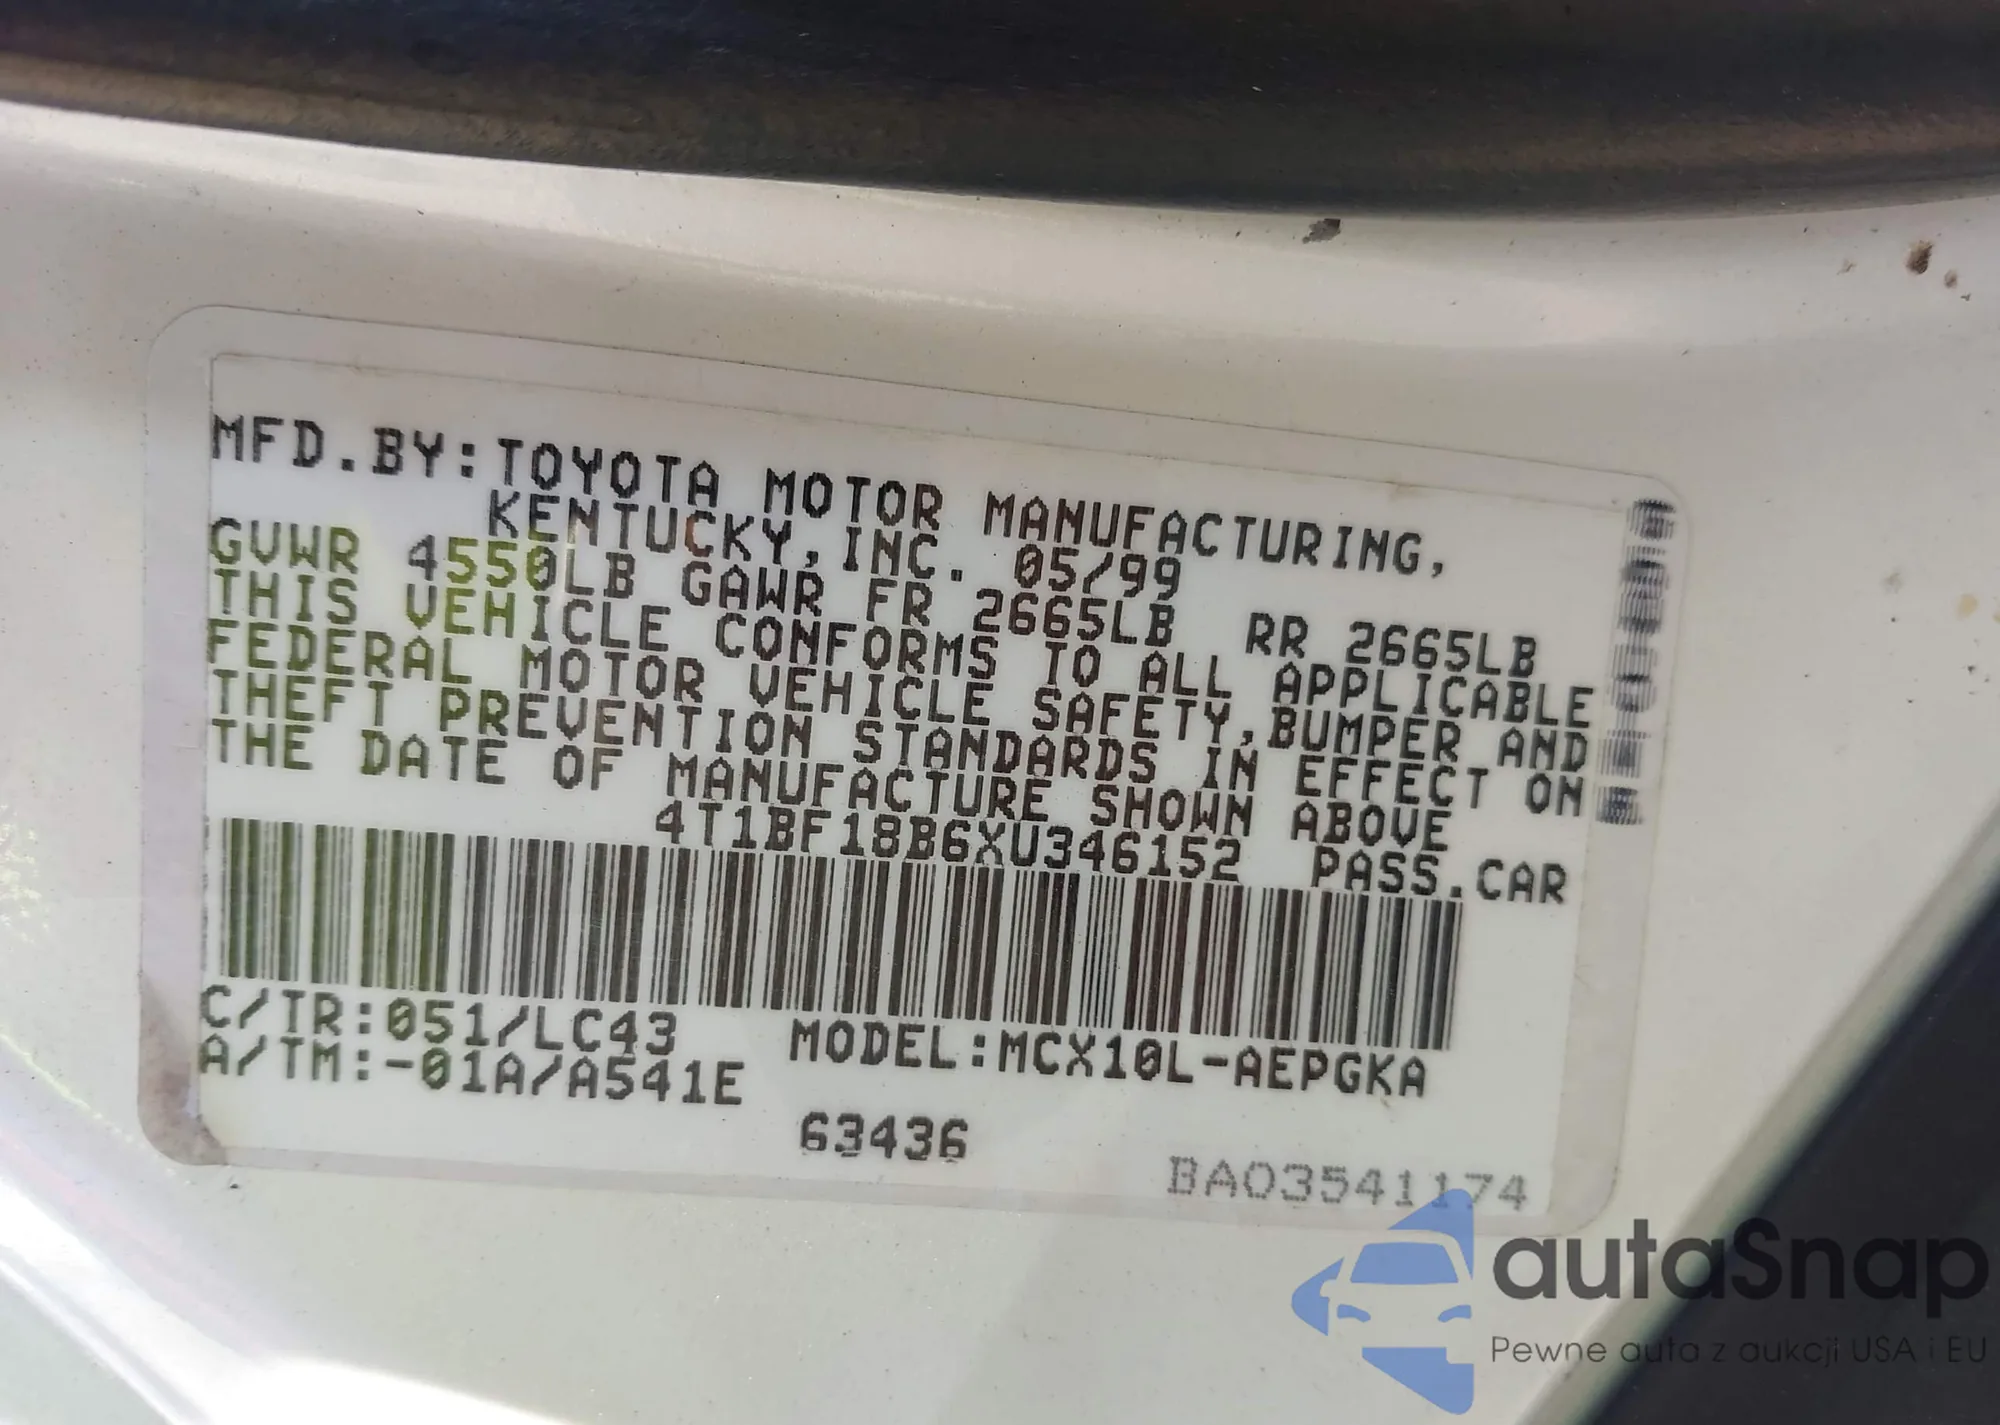 MFD.BY:TOYOTA MOTOR MANUFACTURING,
KENTUCKY,INC. 05/99
GVWR 4550LB GAWR FR 2665LB RR 2665LB
THIS VEHICLE CONFORMS TO ALL APPLICABLE
FEDERAL MOTOR VEHICLE SAFETY,BUMPER AND
THEFT PREVENTION STANDARDS IN EFFECT ON
THE DATE OF MANUFACTURE SHOWN ABOVE
4T1BF18B6XU346152 PASS.CAR
C/TR:051/LC43 MODEL:MCX10L-AEPGKA
A/TM:-01A/A541E
63436
BA03541174
autaSnap
Pewne auta z aukcji USA i EU